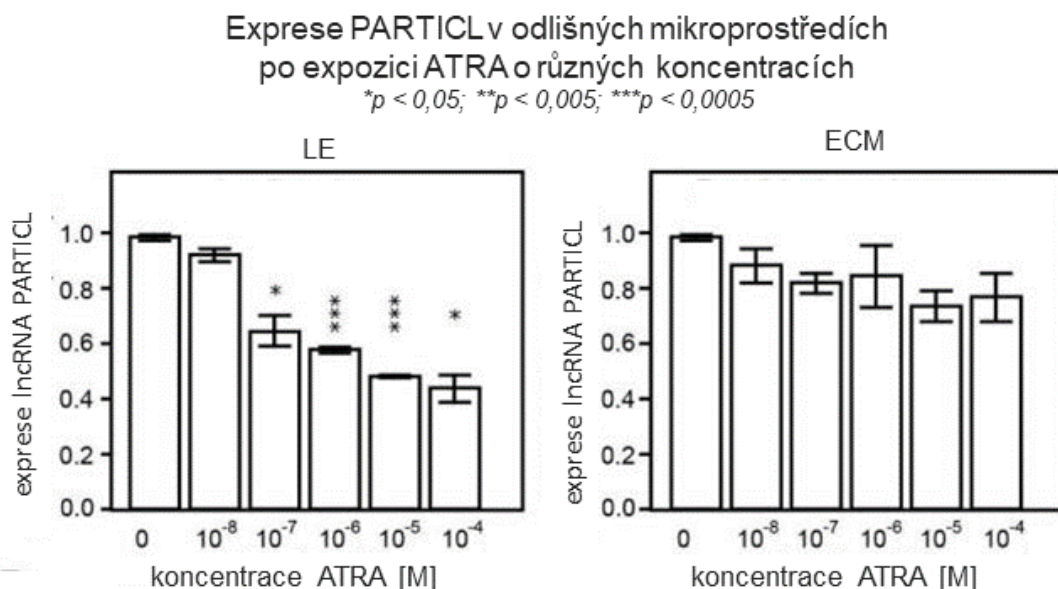 Exprese PARTICL v odlišných mikroprostředích
po expozici ATRA o různých koncentracích
*p < 0,05; **p < 0,005; ***p < 0,0005
LE
exprese lncRNA PARTICL
1.0
0.8
0.6
0.4
0.2
0.0
*
***
***
*
0 10⁻⁸ 10⁻⁷ 10⁻⁶ 10⁻⁵ 10⁻⁴
koncentrace ATRA [M]
ECM
exprese lncRNA PARTICL
1.0
0.8
0.6
0.4
0.2
0.0
0 10⁻⁸ 10⁻⁷ 10⁻⁶ 10⁻⁵ 10⁻⁴
koncentrace ATRA [M]